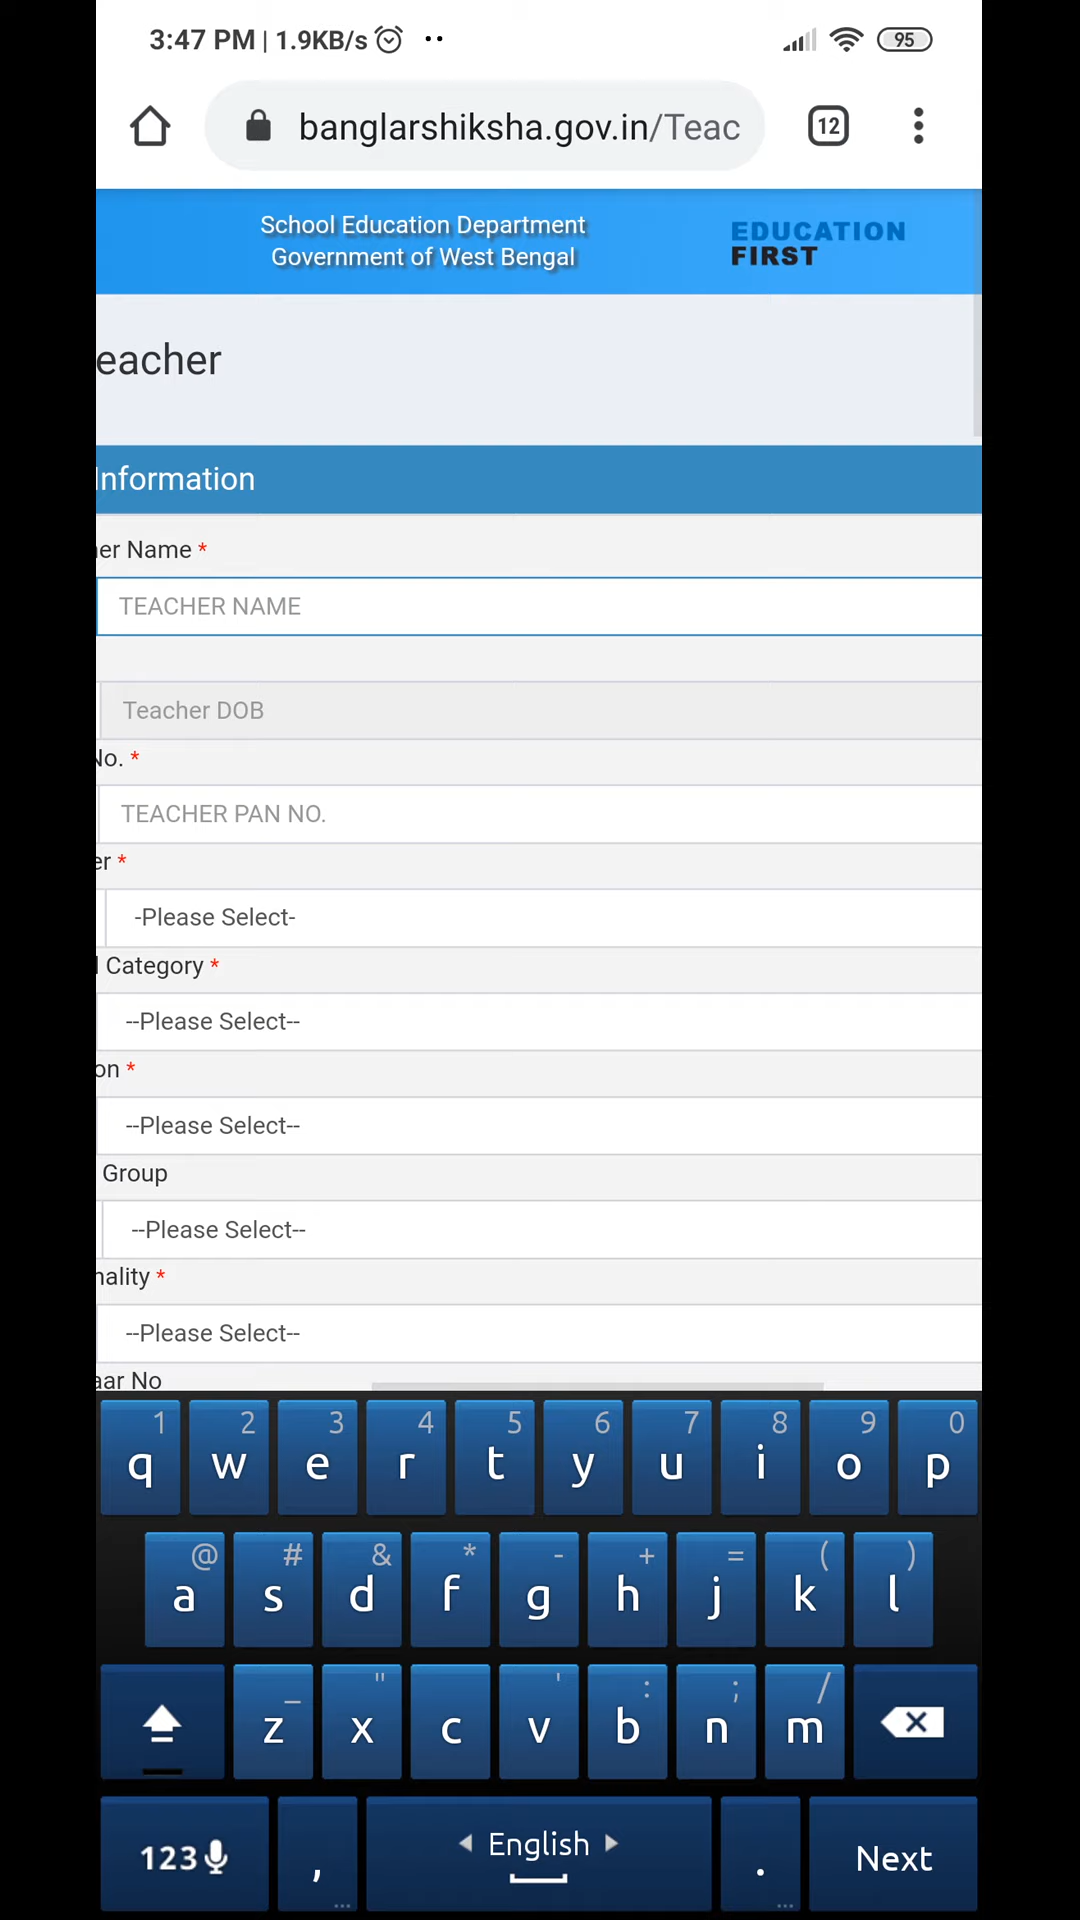 3:47 PM | 1.9KB/s 95
banglarshiksha.gov.in/Teac 12
School Education Department
Government of West Bengal
EDUCATION
FIRST
eacher
Information
er Name *
TEACHER NAME
Teacher DOB
No. *
TEACHER PAN NO.
er *
-Please Select-
Category *
--Please Select--
on *
--Please Select--
Group
--Please Select--
nality *
--Please Select--
aar No
1 2 3 4 5 6 7 8 9 0
q w e r t y u i o p
@ # & * - + = ( )
a s d f g h j k l
_ " ' : ; /
z x c v b n m
123 , English . Next